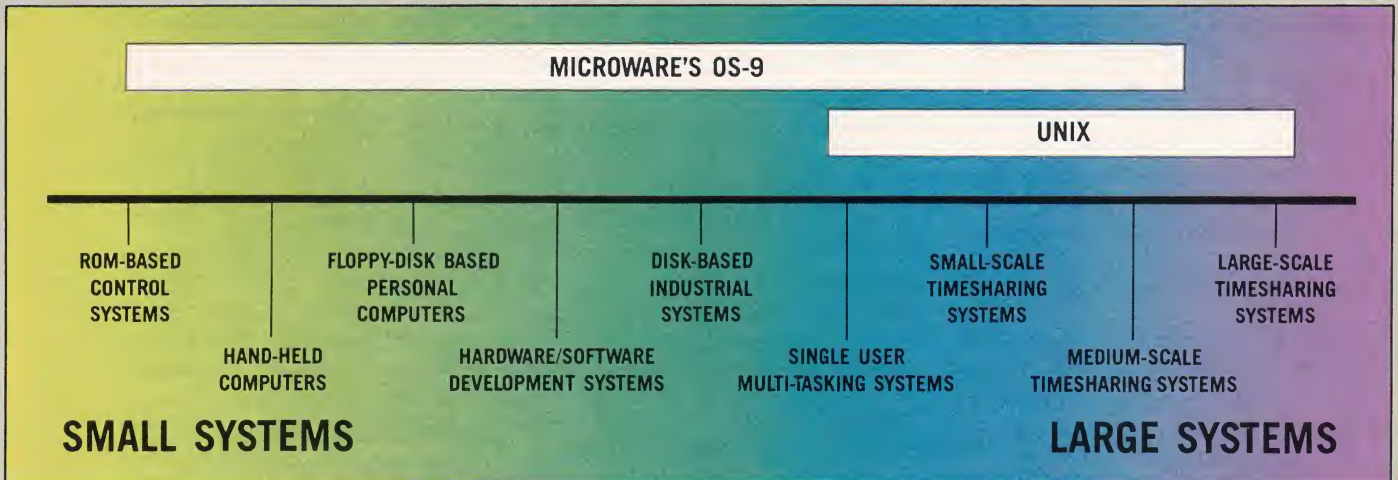 MICROWARE'S OS-9
UNIX
ROM-BASED
CONTROL
SYSTEMS
HAND-HELD
COMPUTERS
FLOPPY-DISK BASED
PERSONAL
COMPUTERS
HARDWARE/SOFTWARE
DEVELOPMENT SYSTEMS
DISK-BASED
INDUSTRIAL
SYSTEMS
SINGLE USER
MULTI-TASKING SYSTEMS
SMALL-SCALE
TIMESHARING
SYSTEMS
MEDIUM-SCALE
TIMESHARING SYSTEMS
LARGE-SCALE
TIMESHARING
SYSTEMS
SMALL SYSTEMS
LARGE SYSTEMS